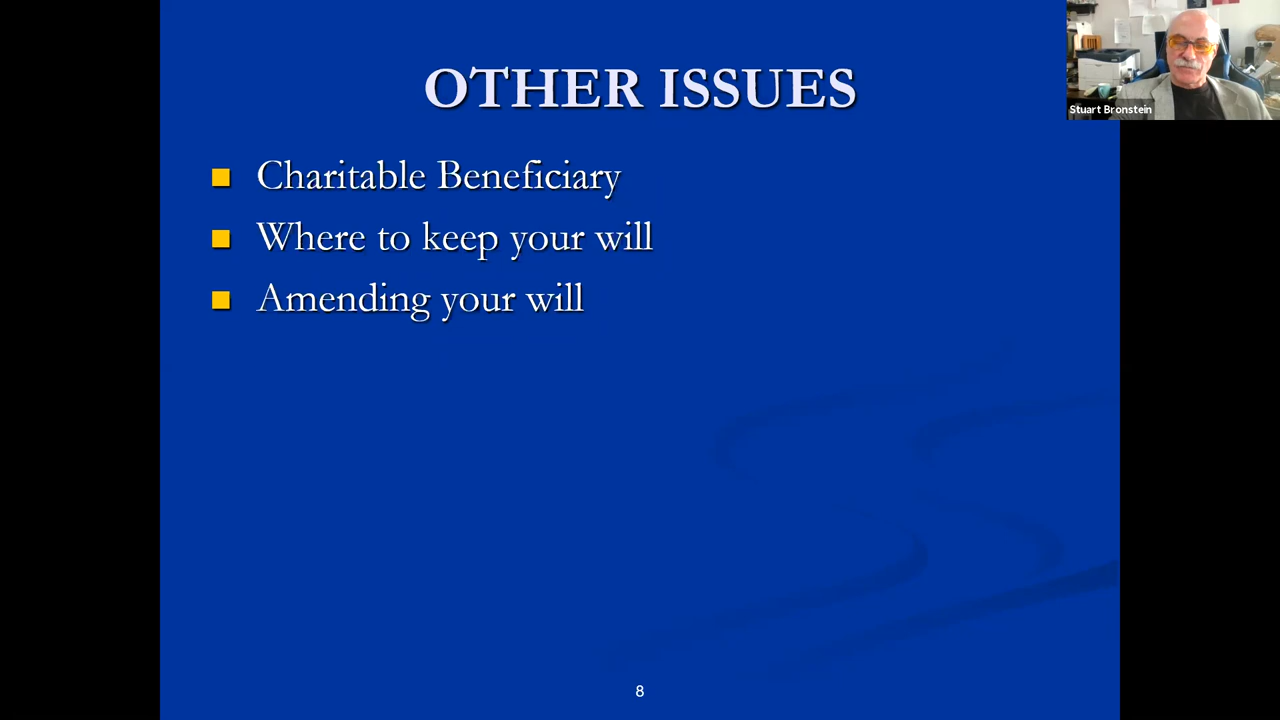 OTHER ISSUES
Stuart Bronstein
Charitable Beneficiary
Where to keep your will
Amending your will
8